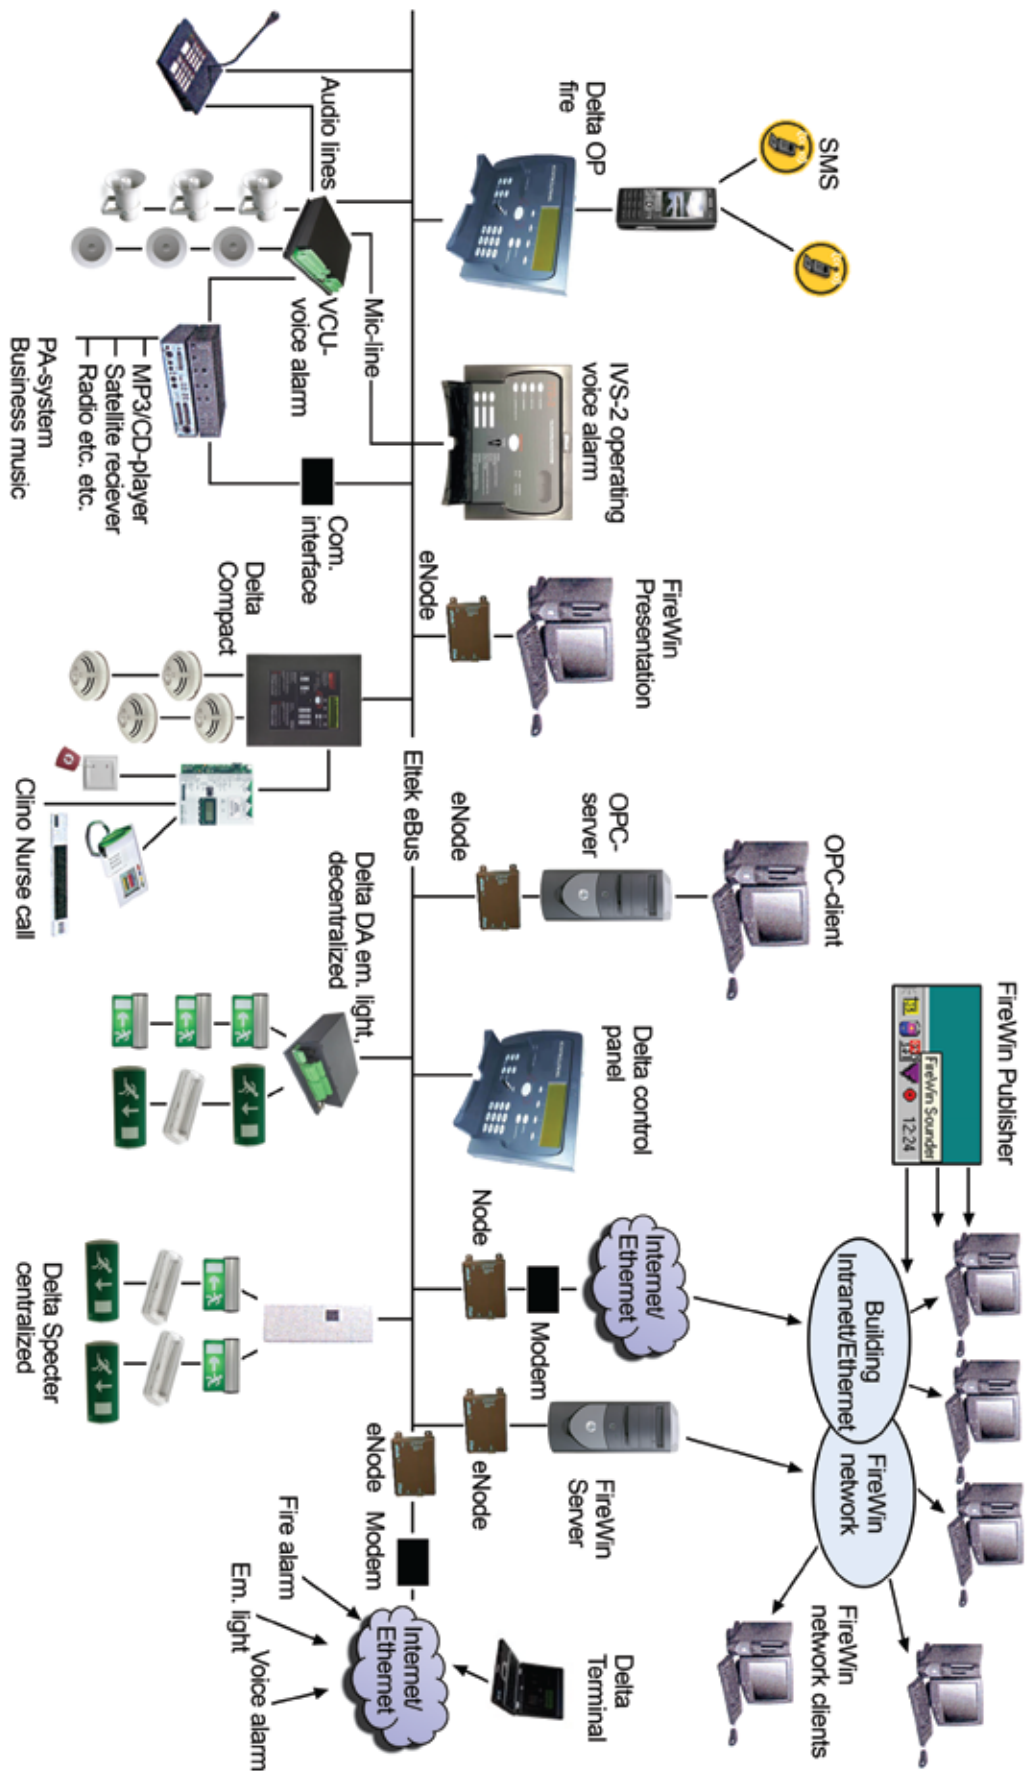 SMS
Delta OP
fire
Audio lines
VCU-
voice alarm
Mic-line
IVS-2 operating
voice alarm
MP3/CD-player
Satellite reciever
Radio etc. etc.
PA-system
Business music
Com.
interface
FireWin
Presentation
eNode
Delta
Compact
Clino Nurse call
Eltek eBus
OPC-client
OPC-
server
eNode
Delta DA em. light,
decentralized
Delta control
panel
FireWin Publisher
FireWin Sounder
12:24
Building
Intranett/Ethernet
FireWin
network
Internet/
Ethernet
Node
Modem
Delta Specter
centralized
FireWin
Server
eNode
eNode
Modem
FireWin
network clients
Delta
Terminal
Internet/
Ethernet
Fire alarm
Em. light
Voice alarm